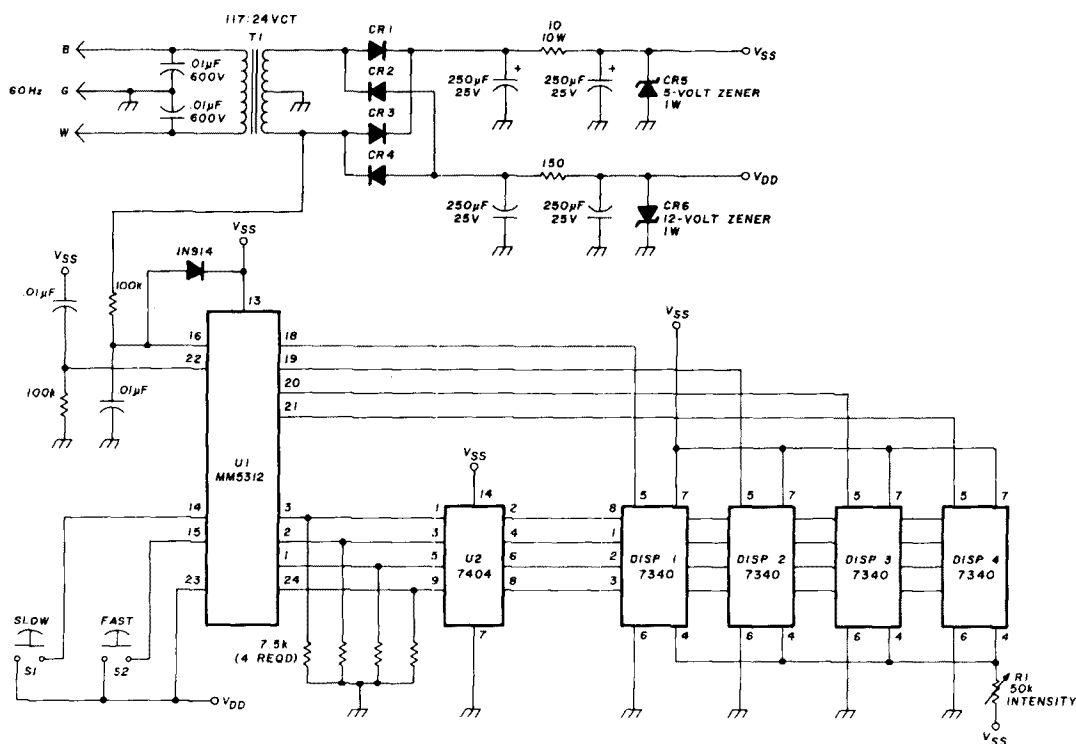 117:24VCT
T1
B
G
W
60Hz
.01µF
600V
.01µF
600V
CR1
CR2
CR3
CR4
250µF
25V
+
10
10W
250µF
25V
+
CR5
5-VOLT ZENER
1W
VSS
250µF
25V
150
250µF
25V
CR6
12-VOLT ZENER
1W
VDD
VSS
.01µF
100k
100k
.01µF
1N914
VSS
13
16
22
14
15
23
U1
MM5312
18
19
20
21
3
2
1
24
SLOW
S1
FAST
S2
VDD
7.5k
(4 REQD)
VSS
14
1
3
5
9
U2
7404
2
4
6
8
7
VSS
5
7
8
1
2
3
DISP 1
7340
6
4
5
7
DISP 2
7340
6
4
5
7
DISP 3
7340
6
4
5
7
DISP 4
7340
6
4
R1
50k
INTENSITY
VSS